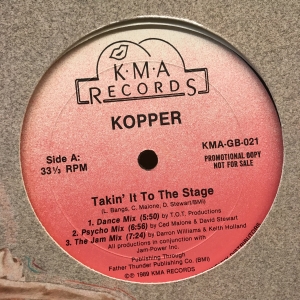 K·M·A
RECORDS
KOPPER
KMA-GB-021
Side A:
33⅓ RPM
PROMOTIONAL COPY
NOT FOR SALE
Takin' It To The Stage
(L. Bangs, C. Malone, D. Stewart/BMI)
1. Dance Mix (5:50) by T.O.T. Productions
2. Psycho Mix (6:56) by Ced Malone & David Stewart
3. The Jam Mix (7:24) by Darron Williams & Keith Holland
All productions in conjunction with
Jam-Power Inc.
Publishing Through
Father Thunder Publishing Co. (BMI)
© 1989 KMA RECORDS